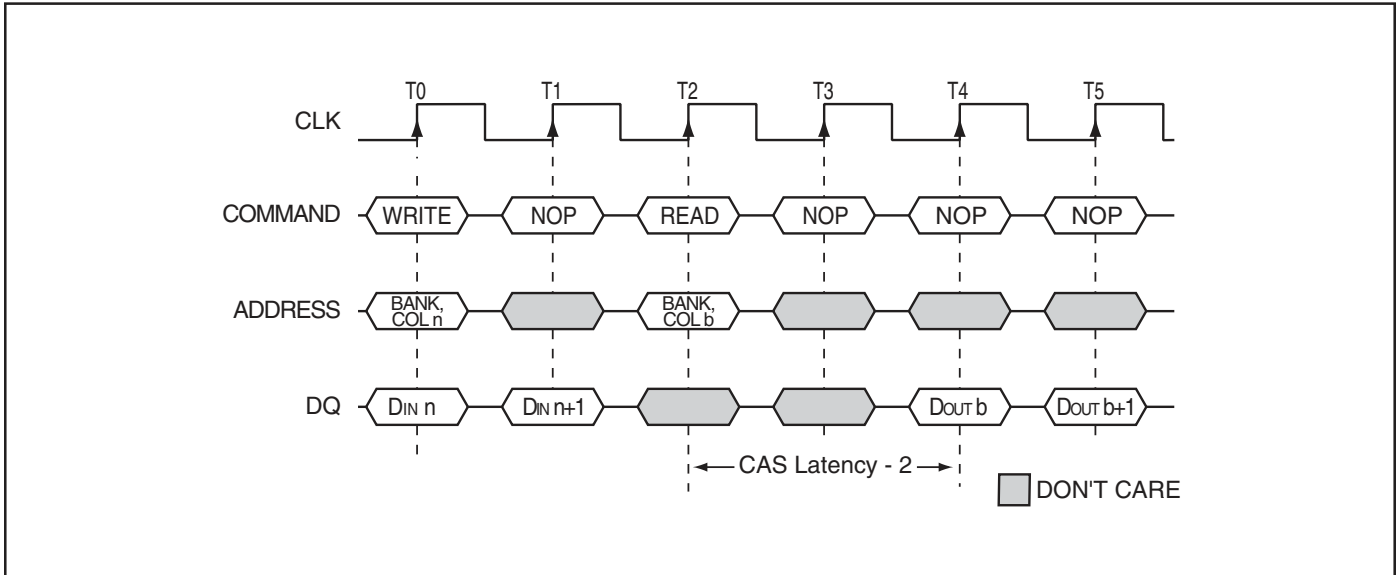 T0 T1 T2 T3 T4 T5
CLK
COMMAND WRITE NOP READ NOP NOP NOP
ADDRESS BANK, COL n BANK, COL b
DQ DIN n DIN n+1 DOUT b DOUT b+1
CAS Latency - 2
DON'T CARE